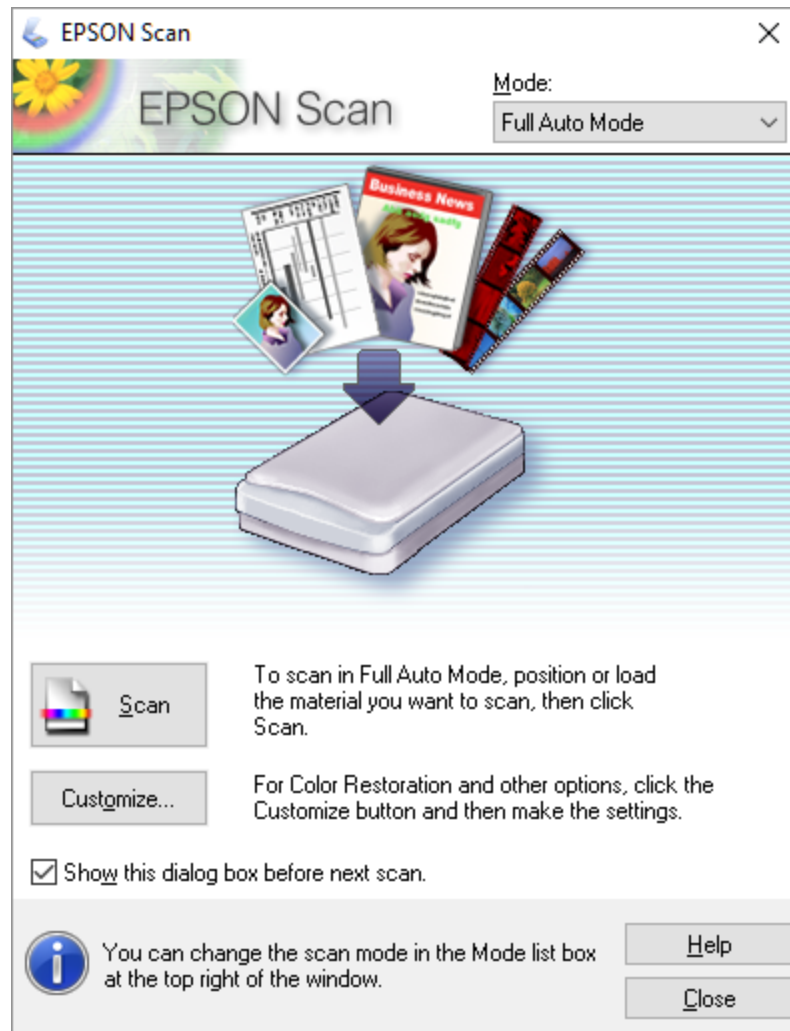 EPSON Scan
EPSON Scan
Mode:
Full Auto Mode
Business News
Scan
To scan in Full Auto Mode, position or load
the material you want to scan, then click
Scan.
Customize...
For Color Restoration and other options, click the
Customize button and then make the settings.
Show this dialog box before next scan.
You can change the scan mode in the Mode list box
at the top right of the window.
Help
Close